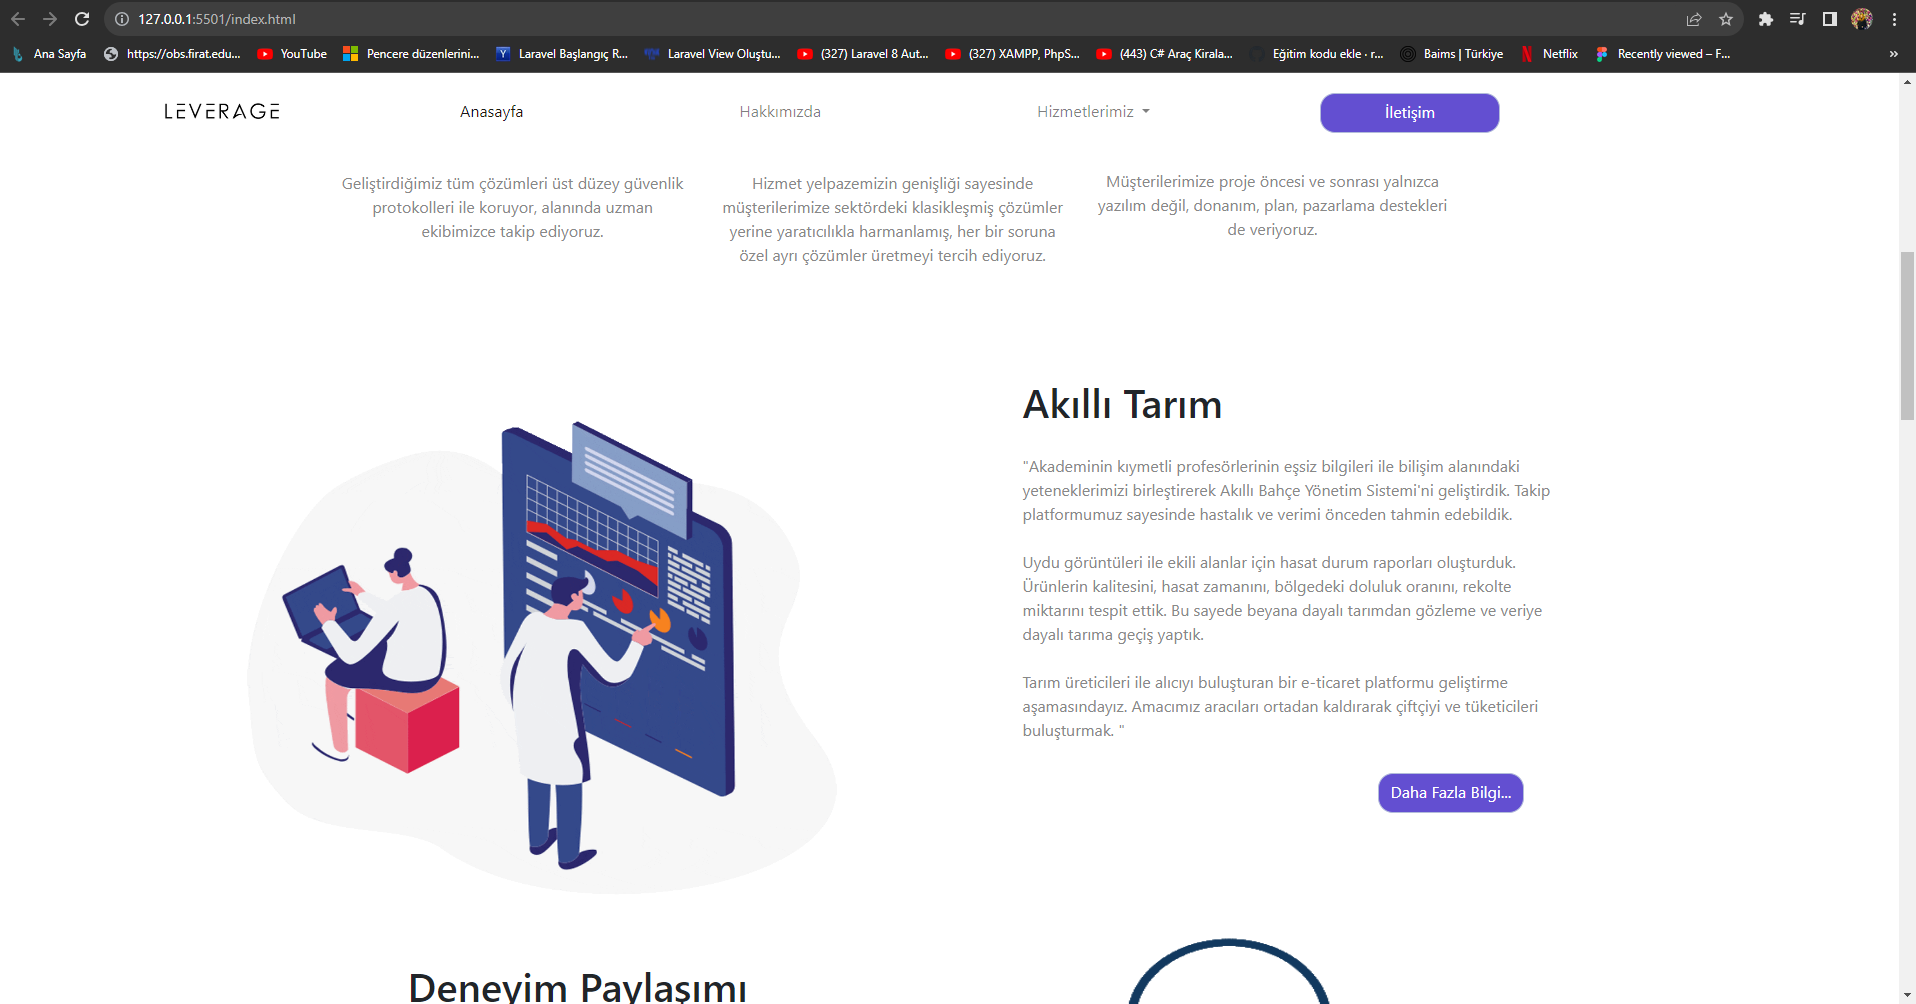 127.0.0.1:5501/index.html
Ana Sayfa
https://obs.firat.edu...
YouTube
Pencere düzenlerini...
Laravel Başlangıç R...
Laravel View Oluştu...
(327) Laravel 8 Aut...
(327) XAMPP, PhpS...
(443) C# Araç Kirala...
Eğitim kodu ekle · r...
Baims | Türkiye
Netflix
Recently viewed – F...
LEVERAGE
Anasayfa
Hakkımızda
Hizmetlerimiz
İletişim
Geliştirdiğimiz tüm çözümleri üst düzey güvenlik
protokolleri ile koruyor, alanında uzman
ekibimizce takip ediyoruz.
Hizmet yelpazemizin genişliği sayesinde
müşterilerimize sektördeki klasikleşmiş çözümler
yerine yaratıcılıkla harmanlamış, her bir soruna
özel ayrı çözümler üretmeyi tercih ediyoruz.
Müşterilerimize proje öncesi ve sonrası yalnızca
yazılım değil, donanım, plan, pazarlama destekleri
de veriyoruz.
Akıllı Tarım
"Akademinin kıymetli profesörlerinin eşsiz bilgileri ile bilişim alanındaki
yeteneklerimizi birleştirerek Akıllı Bahçe Yönetim Sistemi'ni geliştirdik. Takip
platformumuz sayesinde hastalık ve verimi önceden tahmin edebildik.
Uydu görüntüleri ile ekili alanlar için hasat durum raporları oluşturduk.
Ürünlerin kalitesini, hasat zamanını, bölgedeki doluluk oranını, rekolte
miktarını tespit ettik. Bu sayede beyana dayalı tarımdan gözleme ve veriye
dayalı tarıma geçiş yaptık.
Tarım üreticileri ile alıcıyı buluşturan bir e-ticaret platformu geliştirme
aşamasındayız. Amacımız aracıları ortadan kaldırarak çiftçiyi ve tüketicileri
buluşturmak. "
Daha Fazla Bilgi...
Deneyim Paylaşımı